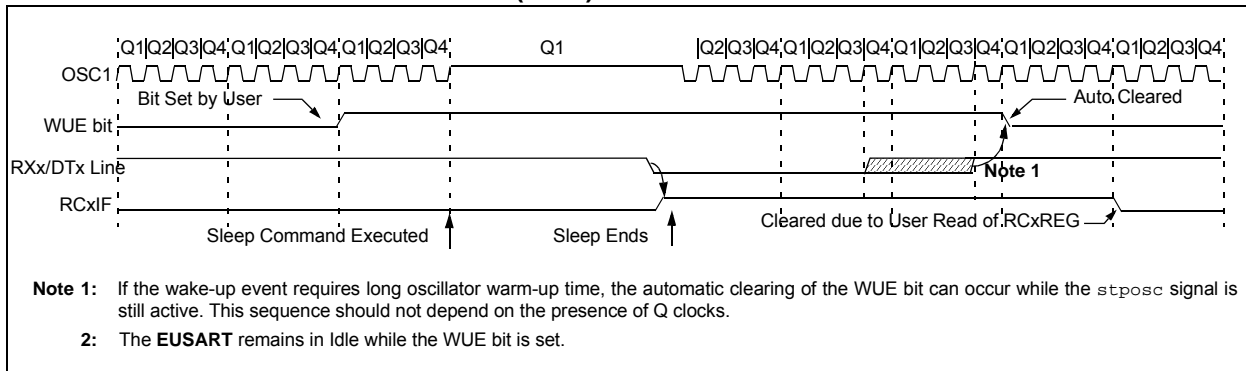 Q1|Q2|Q3|Q4|Q1|Q2|Q3|Q4|Q1|Q2|Q3|Q4 Q1 |Q2|Q3|Q4|Q1|Q2|Q3|Q4|Q1|Q2|Q3|Q4|Q1|Q2|Q3|Q4|Q1|Q2|Q3|Q4
OSC1
Bit Set by User Auto Cleared
WUE bit
RXx/DTx Line
Note 1
RCxIF
Cleared due to User Read of RCxREG
Sleep Command Executed Sleep Ends
Note 1: If the wake-up event requires long oscillator warm-up time, the automatic clearing of the WUE bit can occur while the stposc signal is
still active. This sequence should not depend on the presence of Q clocks.
2: The EUSART remains in Idle while the WUE bit is set.